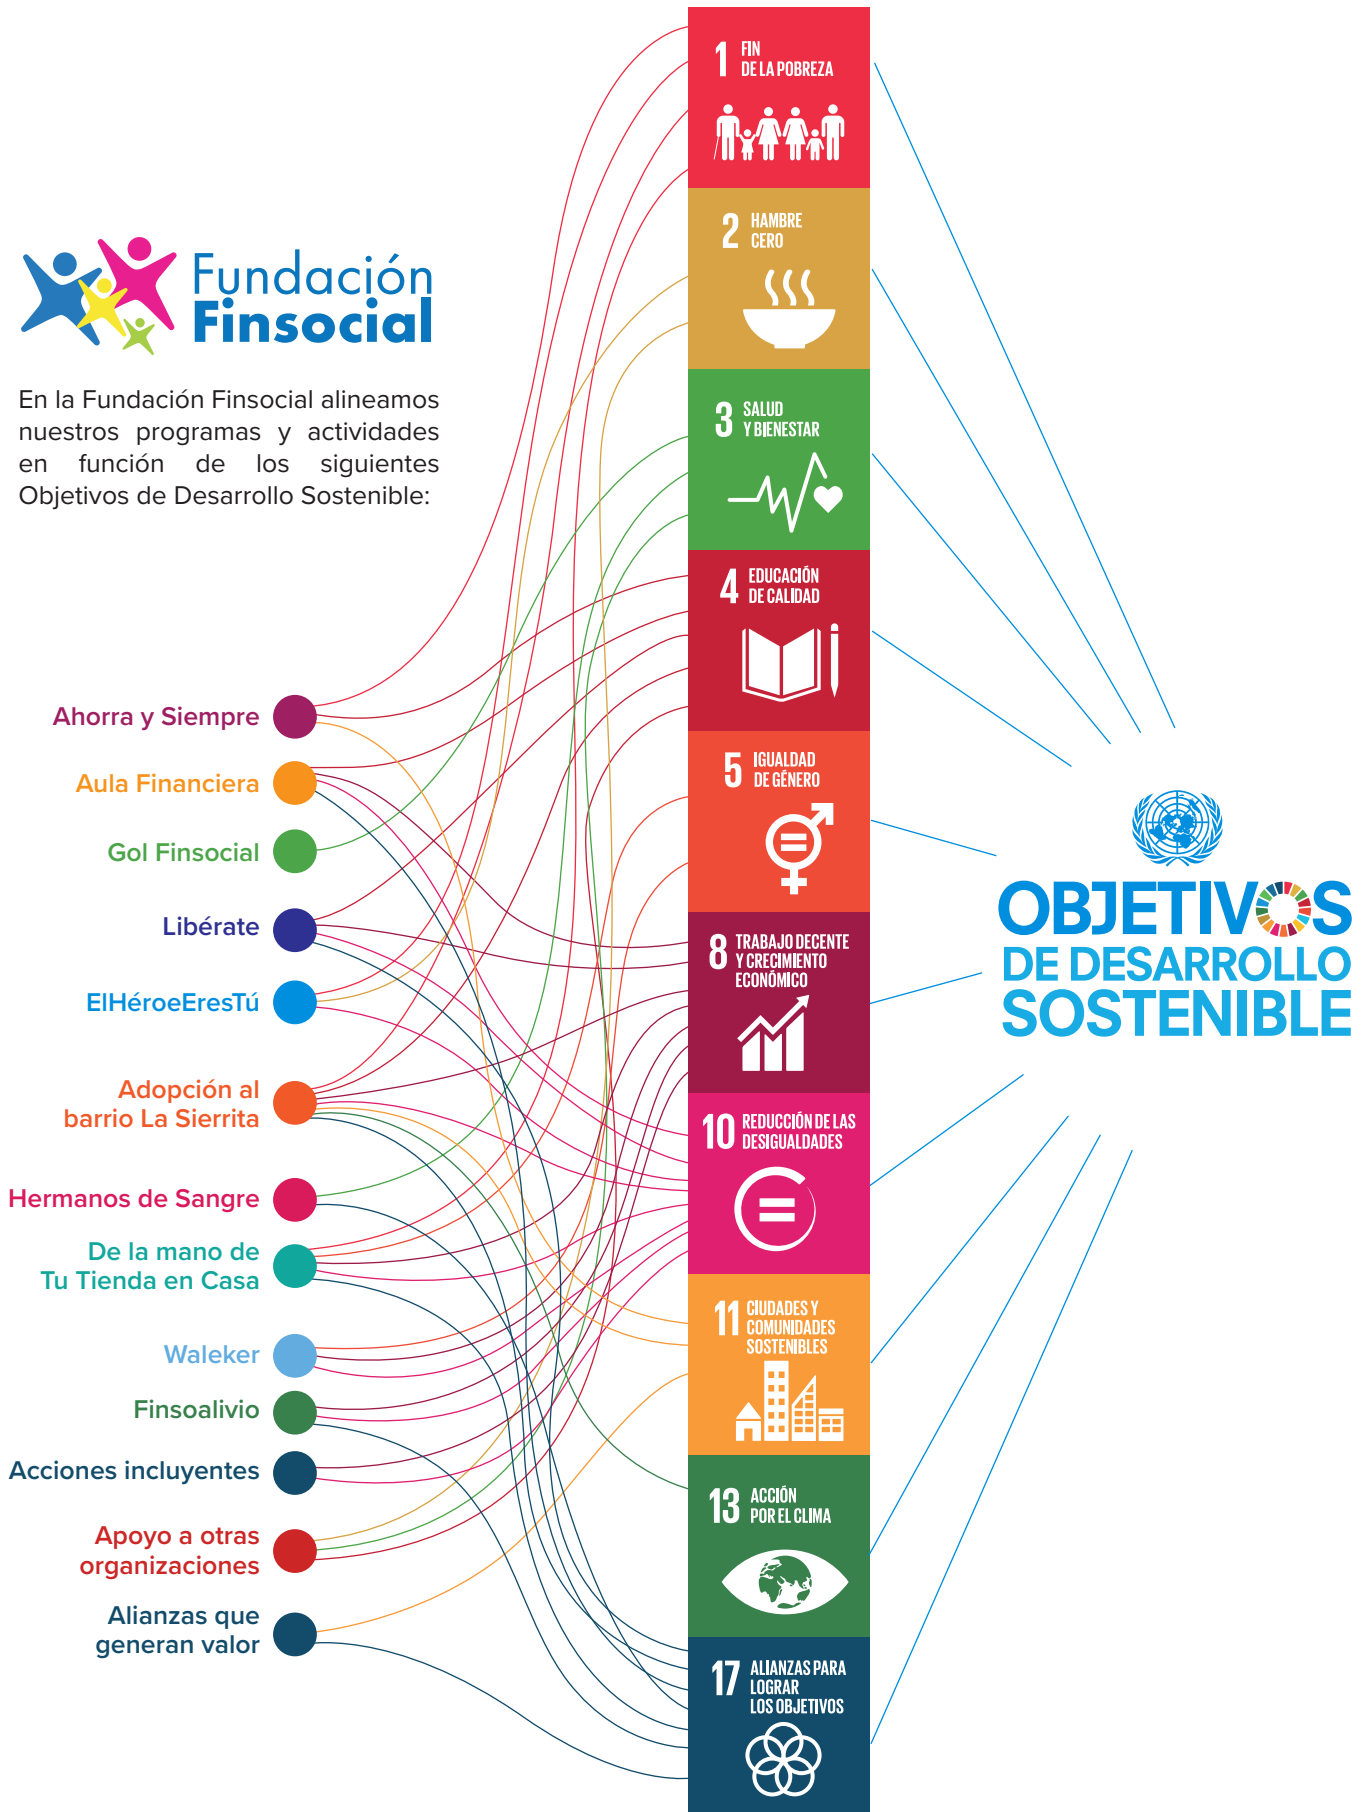 Fundación
Finsocial
En la Fundación Finsocial alineamos
nuestros programas y actividades
en función de los siguientes
Objetivos de Desarrollo Sostenible:
Ahorra y Siempre
Aula Financiera
Gol Finsocial
Libérate
ElHéroeEresTú
Adopción al
barrio La Sierrita
Hermanos de Sangre
De la mano de
Tu Tienda en Casa
Waleker
Finsoalivio
Acciones incluyentes
Apoyo a otras
organizaciones
Alianzas que
generan valor
1 FIN
DE LA POBREZA
2 HAMBRE
CERO
3 SALUD
Y BIENESTAR
4 EDUCACIÓN
DE CALIDAD
5 IGUALDAD
DE GÉNERO
8 TRABAJO DECENTE
Y CRECIMIENTO
ECONÓMICO
10 REDUCCIÓN DE LAS
DESIGUALDADES
11 CIUDADES Y
COMUNIDADES
SOSTENIBLES
13 ACCIÓN
POR EL CLIMA
17 ALIANZAS PARA
LOGRAR
LOS OBJETIVOS
OBJETIVOS
DE DESARROLLO
SOSTENIBLE